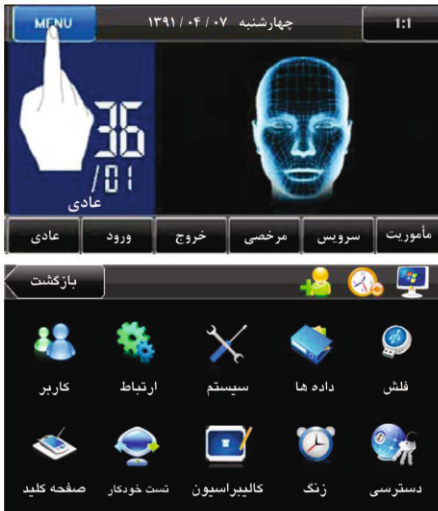 MENU چهارشنبه ۱۳۹۱/۰۴/۰۷ 1:1
36
/01
عادی
مأموریت سرویس مرخصی خروج ورود عادی
بازگشت
فلش داده ها سیستم ارتباط کاربر
دسترسی زنگ کالیبراسیون تست خودکار صفحه کلید